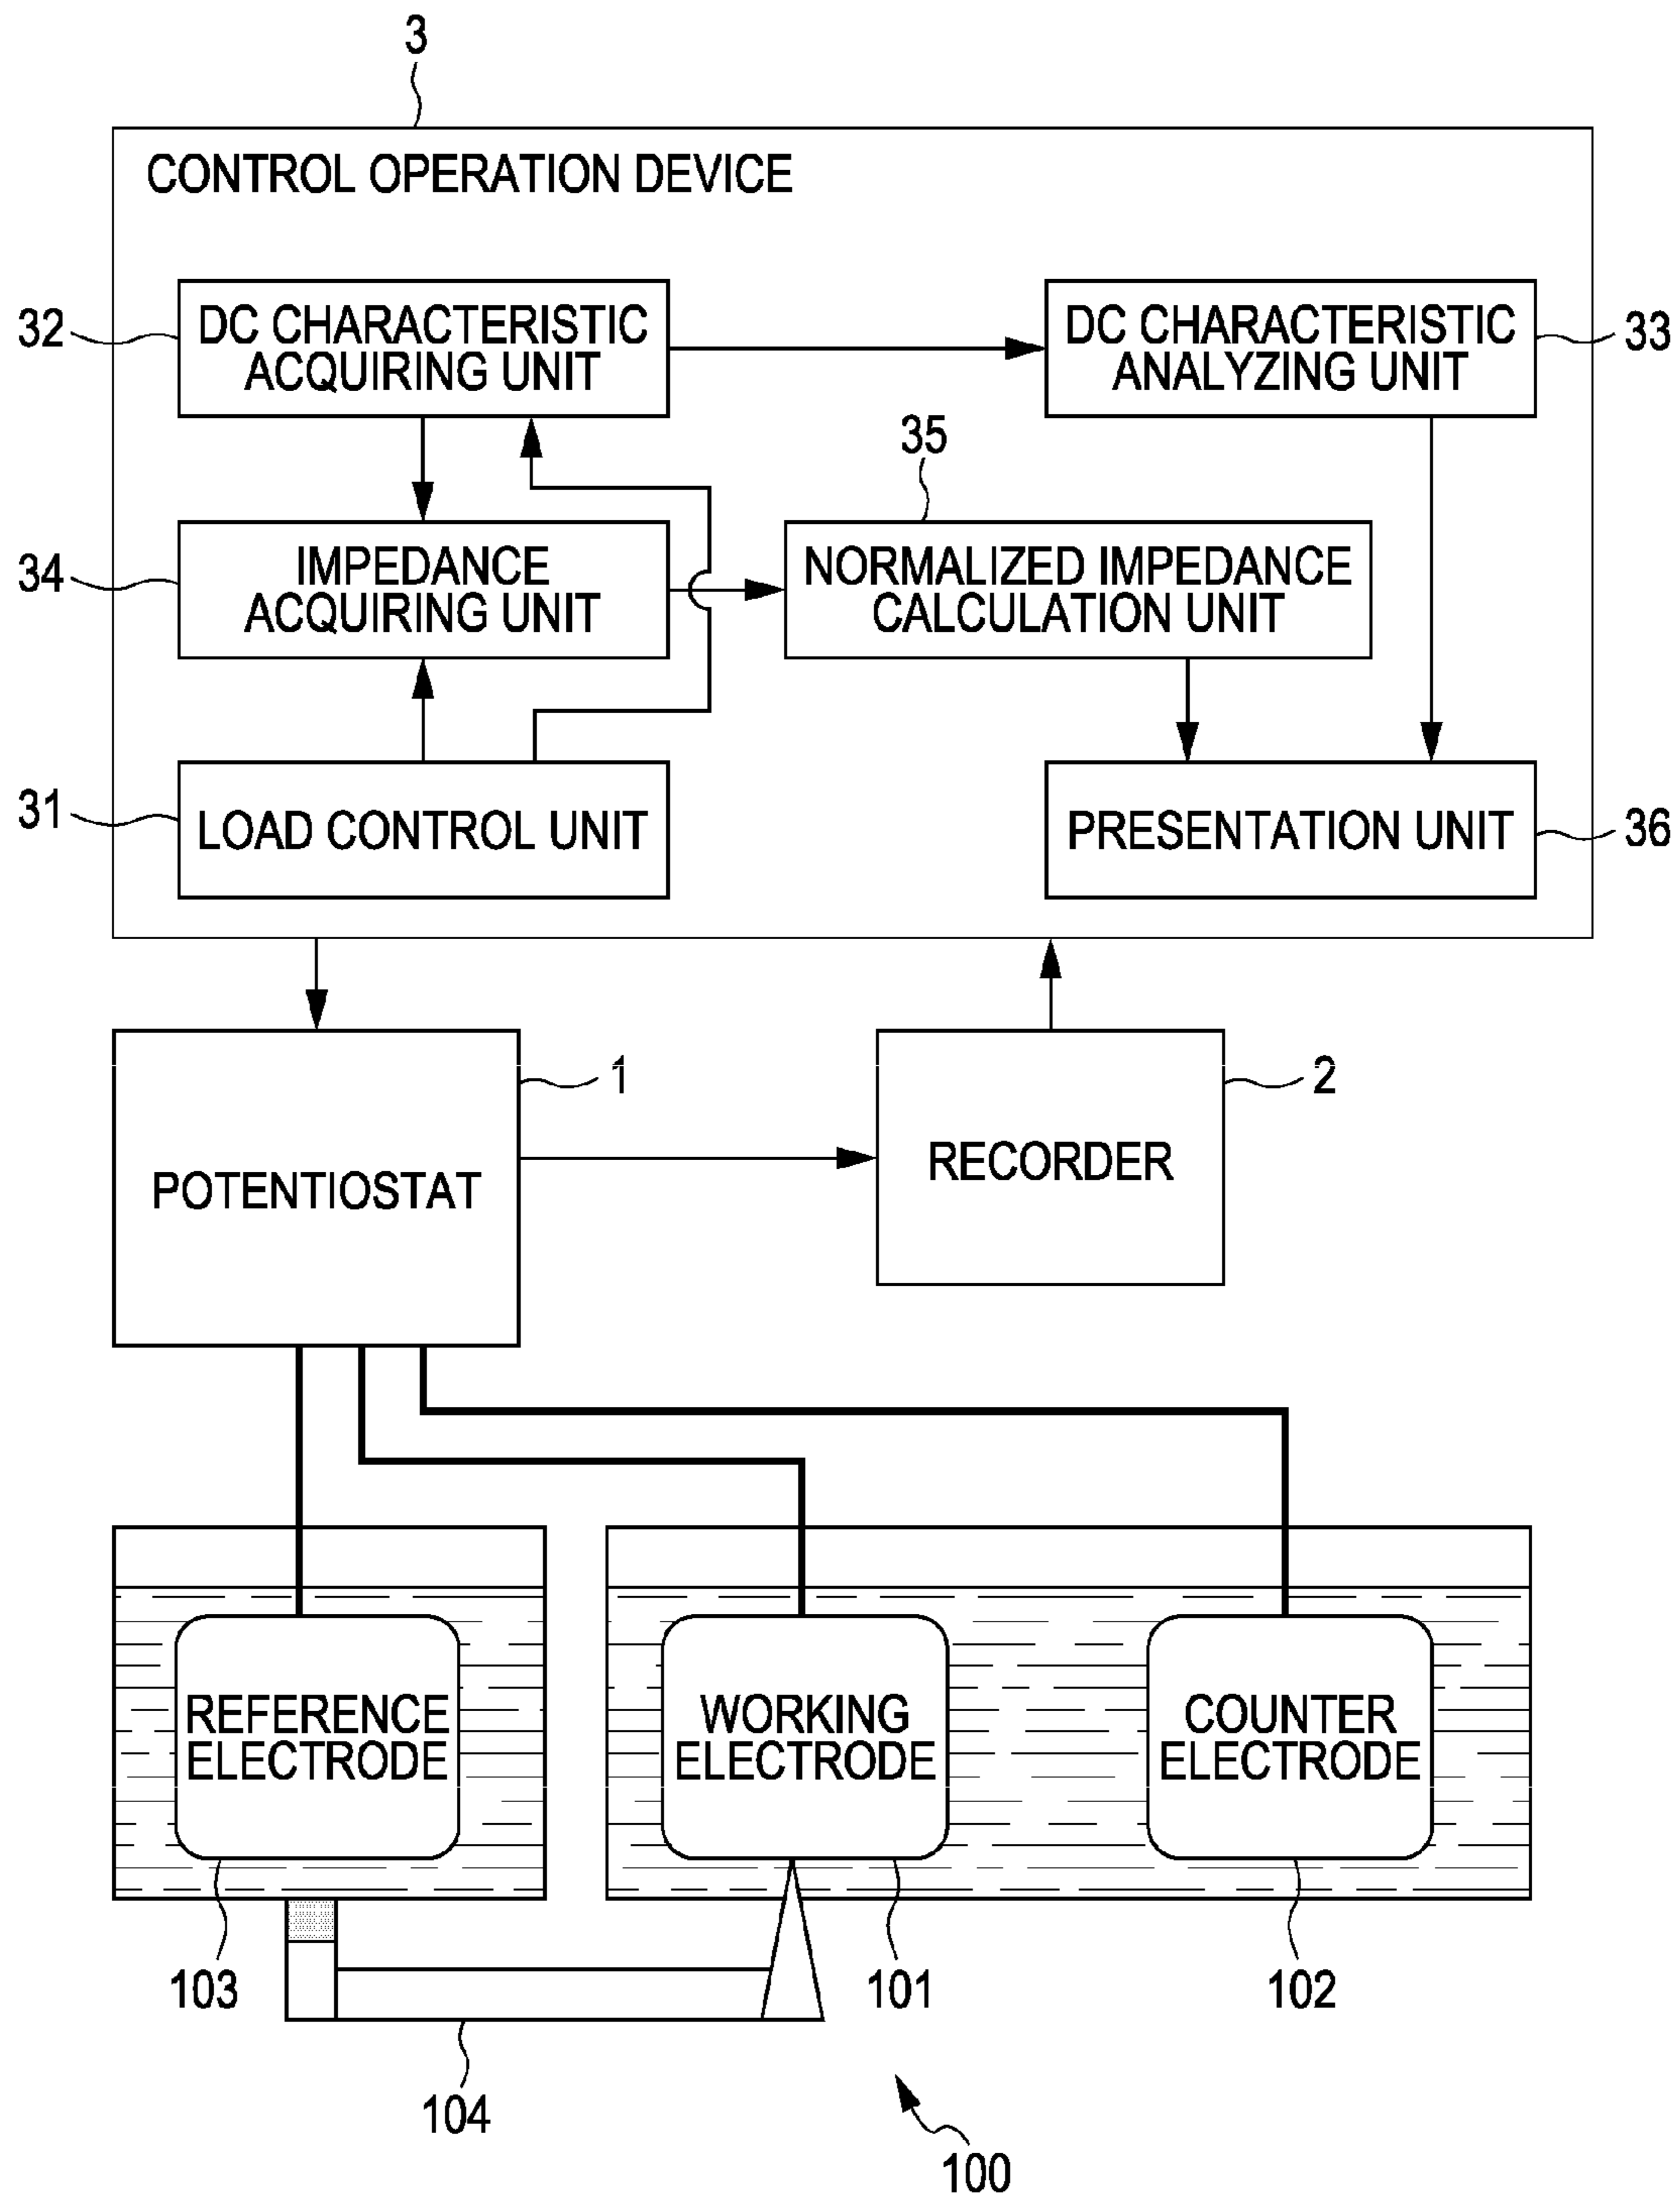 3
CONTROL OPERATION DEVICE
32
DC CHARACTERISTIC
ACQUIRING UNIT
DC CHARACTERISTIC
ANALYZING UNIT
33
35
34
IMPEDANCE
ACQUIRING UNIT
NORMALIZED IMPEDANCE
CALCULATION UNIT
31
LOAD CONTROL UNIT
PRESENTATION UNIT
36
1
2
POTENTIOSTAT
RECORDER
REFERENCE
ELECTRODE
WORKING
ELECTRODE
COUNTER
ELECTRODE
103
101
102
104
100